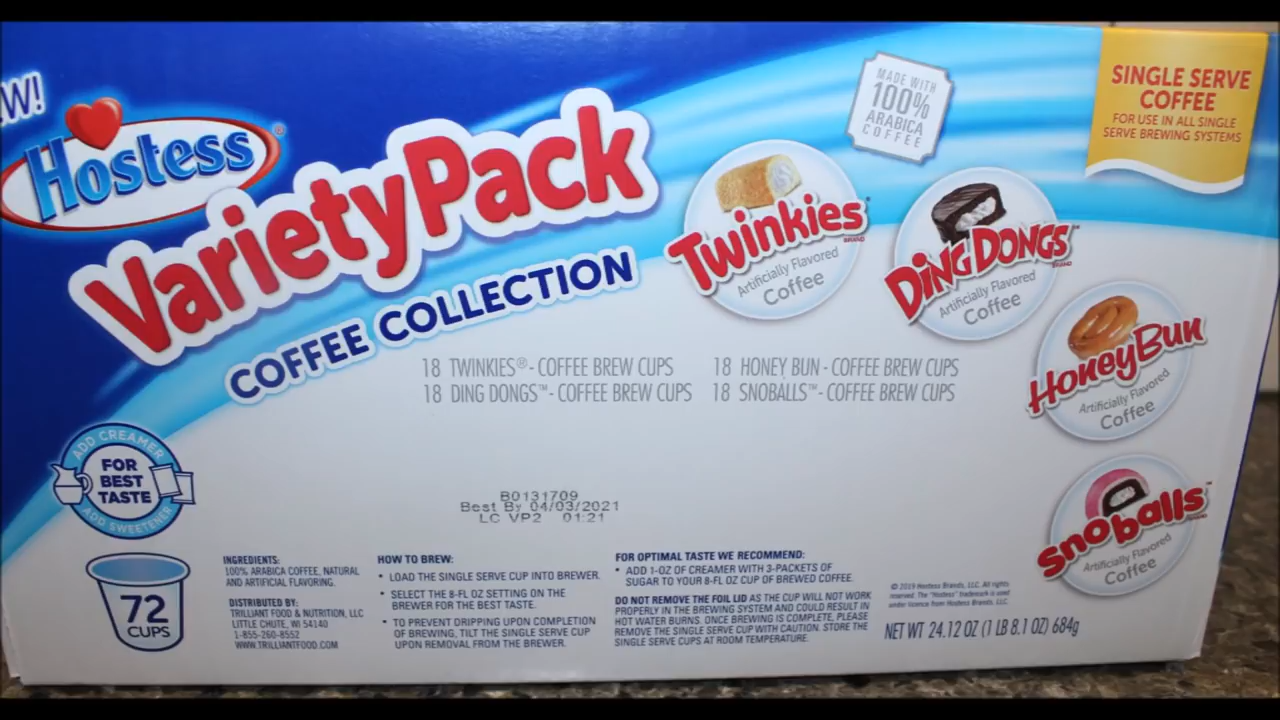 W!
Hostess®
Variety Pack
COFFEE COLLECTION
MADE WITH
100%
ARABICA
COFFEE
SINGLE SERVE
COFFEE
FOR USE IN ALL SINGLE
SERVE BREWING SYSTEMS
Twinkies®
BRAND
Artificially Flavored
Coffee
DING DONGS™
BRAND
Artificially Flavored
Coffee
HoneyBun
Artificially Flavored
Coffee
Snoballs™
BRAND
Artificially Flavored
Coffee
18 TWINKIES® - COFFEE BREW CUPS
18 DING DONGS™ - COFFEE BREW CUPS
18 HONEY BUN - COFFEE BREW CUPS
18 SNOBALLS™ - COFFEE BREW CUPS
ADD CREAMER
FOR
BEST
TASTE
ADD SWEETENER
B0131709
Best By 04/03/2021
LC VP2 01:21
72
CUPS
INGREDIENTS:
100% ARABICA COFFEE, NATURAL
AND ARTIFICIAL FLAVORING.
DISTRIBUTED BY:
TRILLIANT FOOD & NUTRITION, LLC
LITTLE CHUTE, WI 54140
1-855-260-8552
WWW.TRILLIANTFOOD.COM
HOW TO BREW:
• LOAD THE SINGLE SERVE CUP INTO BREWER.
• SELECT THE 8-FL OZ SETTING ON THE
BREWER FOR THE BEST TASTE.
• TO PREVENT DRIPPING UPON COMPLETION
OF BREWING, TILT THE SINGLE SERVE CUP
UPON REMOVAL FROM THE BREWER.
FOR OPTIMAL TASTE WE RECOMMEND:
• ADD 1-OZ OF CREAMER WITH 3-PACKETS OF
SUGAR TO YOUR 8-FL OZ CUP OF BREWED COFFEE.
DO NOT REMOVE THE FOIL LID AS THE CUP WILL NOT WORK
PROPERLY IN THE BREWING SYSTEM AND COULD RESULT IN
HOT WATER BURNS. ONCE BREWING IS COMPLETE, PLEASE
REMOVE THE SINGLE SERVE CUP WITH CAUTION. STORE THE
SINGLE SERVE CUPS AT ROOM TEMPERATURE.
© 2019 Hostess Brands, LLC. All rights
reserved. The "Hostess" trademark is used
under licence from Hostess Brands, LLC.
NET WT 24.12 OZ (1 LB 8.1 OZ) 684g